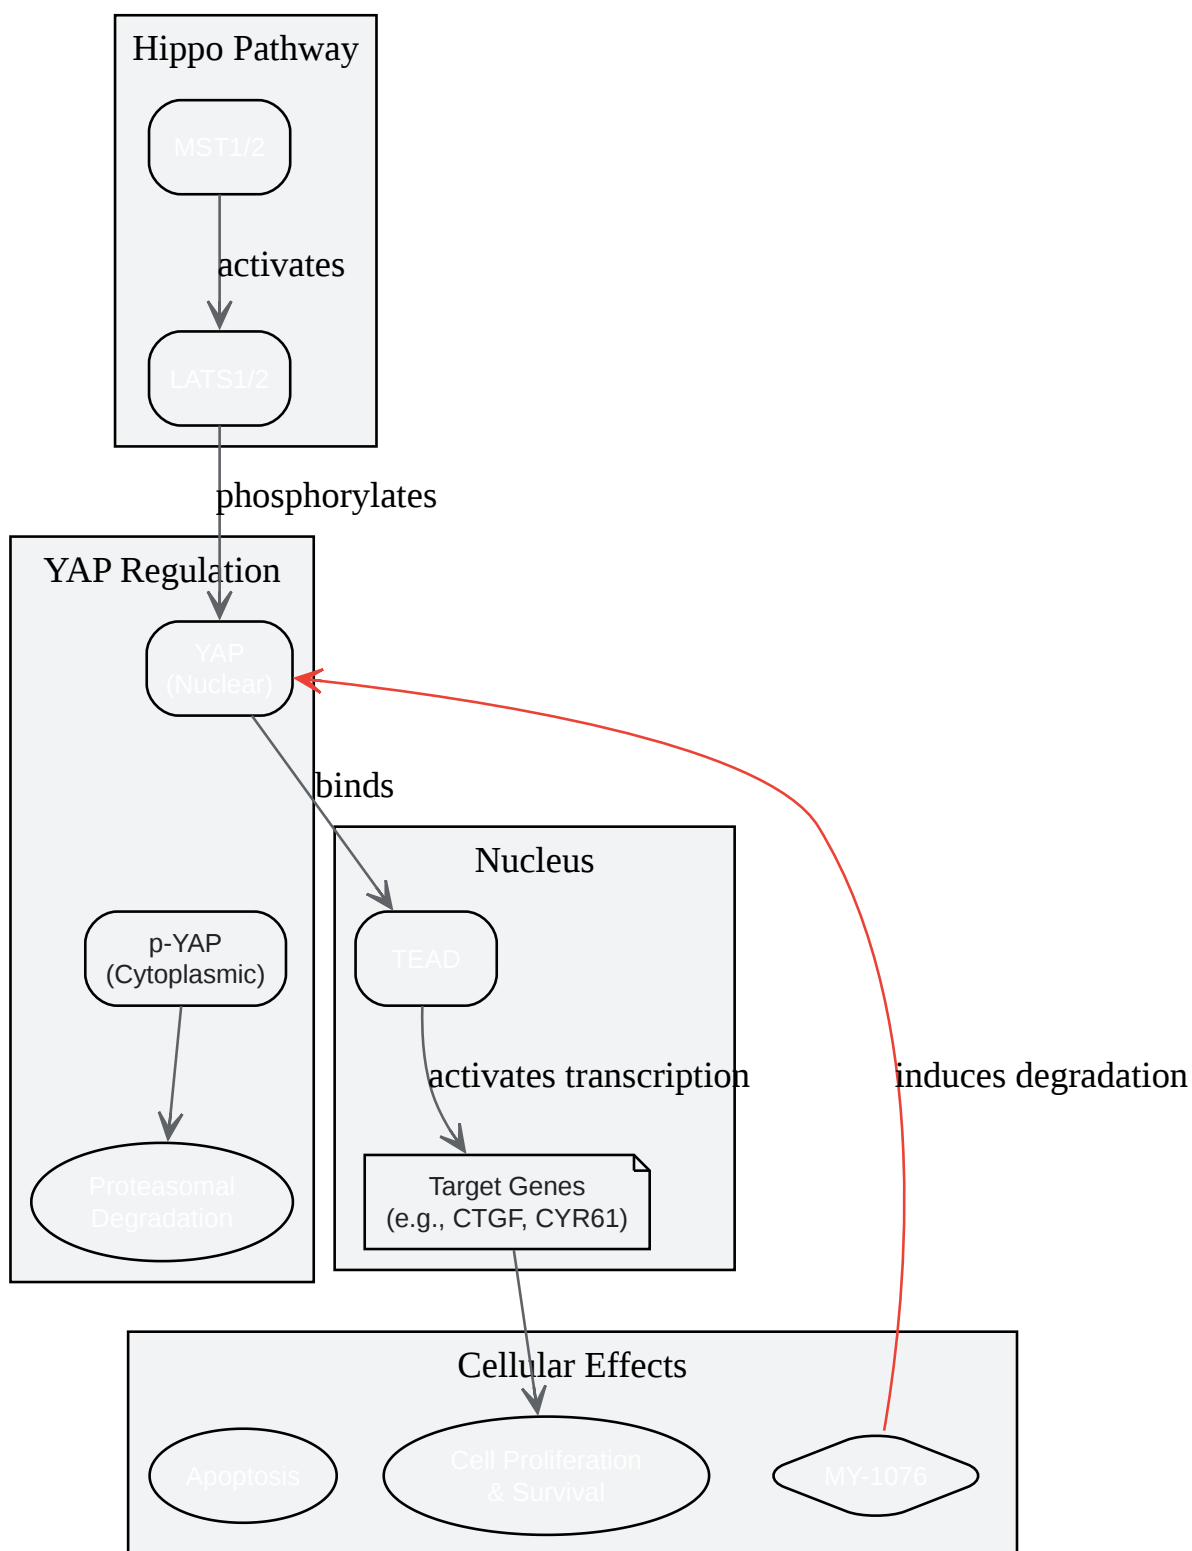 Hippo Pathway
MST1/2
activates
LATS1/2
phosphorylates
YAP Regulation
YAP
(Nuclear)
binds
Nucleus
p-YAP
(Cytoplasmic)
TEAD
activates transcription
induces degradation
Proteasomal
Degradation
Target Genes
(e.g., CTGF, CYR61)
Cellular Effects
Apoptosis
Cell Proliferation
& Survival
MY-1076